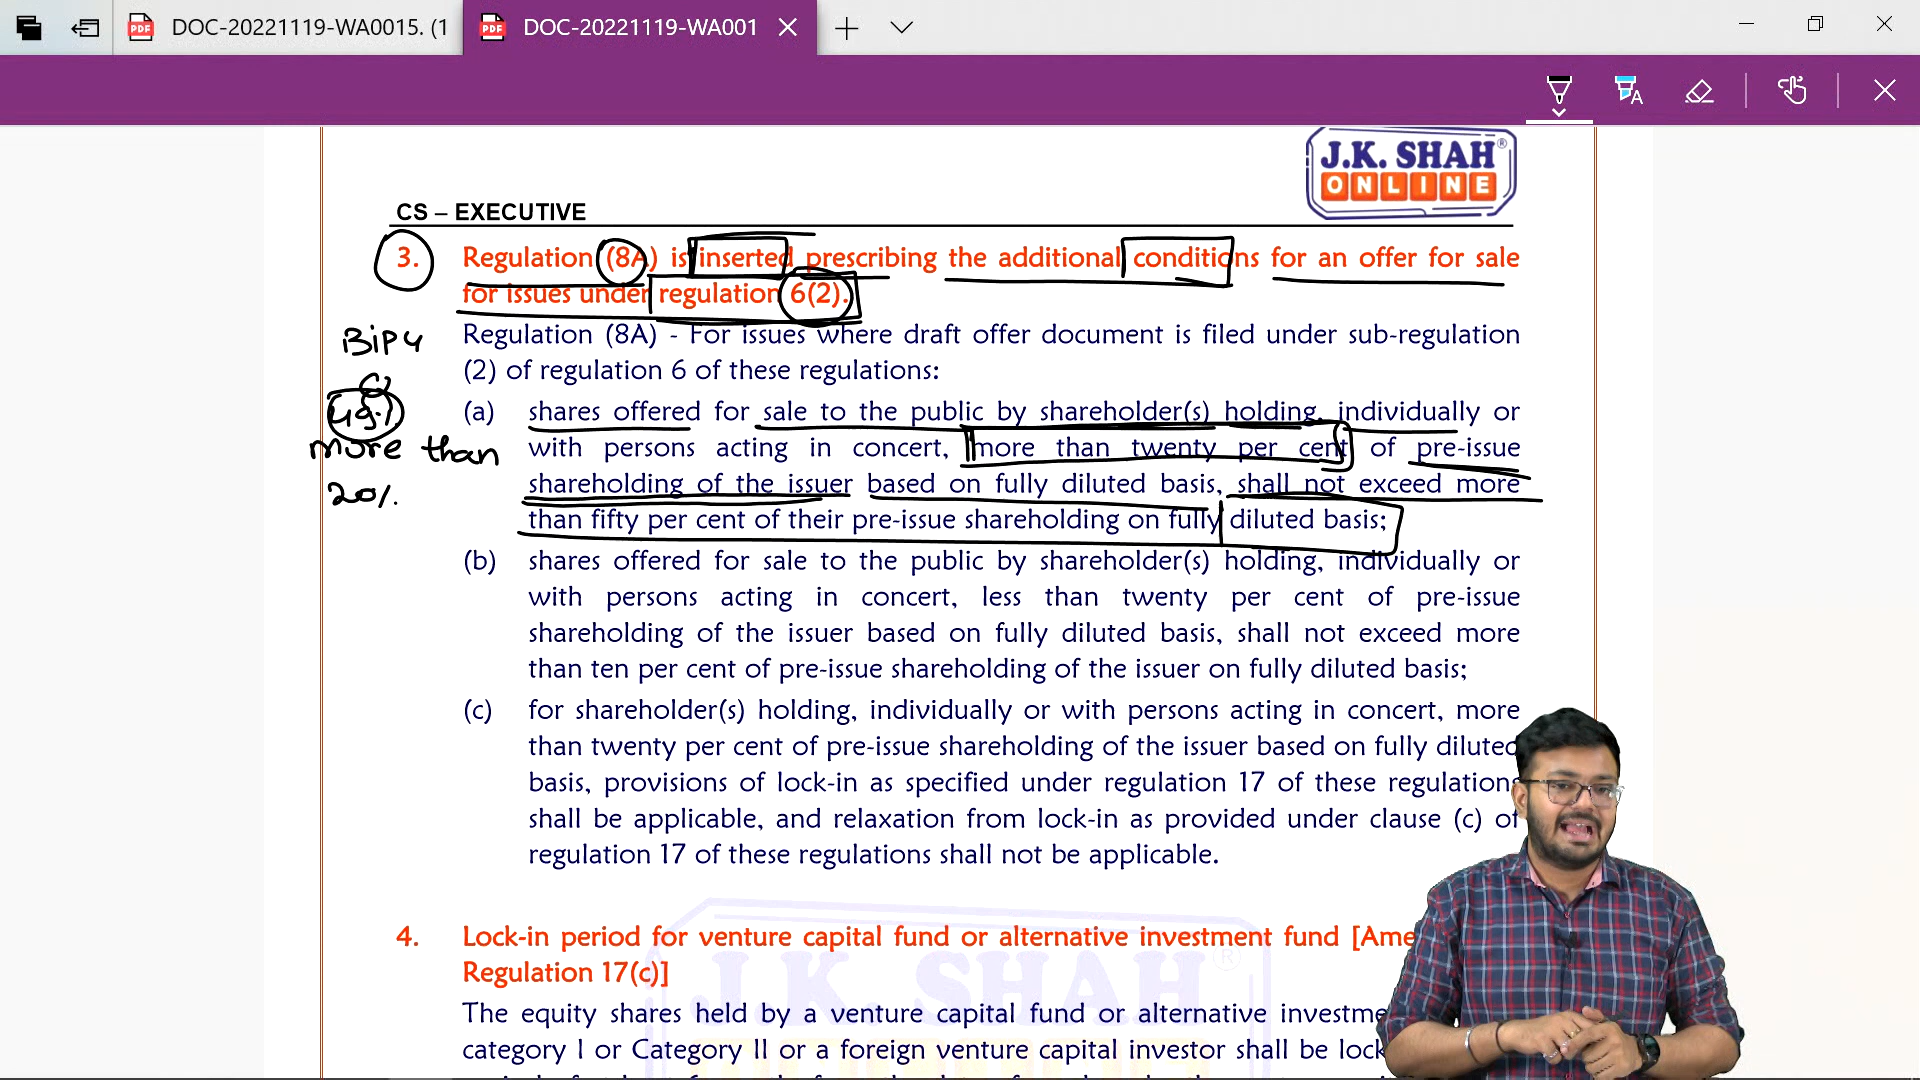 DOC-20221119-WA0015. (1
DOC-20221119-WA001
J.K. SHAH®
ONLINE
CS – EXECUTIVE
3. Regulation (8A) is inserted prescribing the additional conditions for an offer for sale
for issues under regulation 6(2).
Regulation (8A) - For issues where draft offer document is filed under sub-regulation
(2) of regulation 6 of these regulations:
(a) shares offered for sale to the public by shareholder(s) holding, individually or
with persons acting in concert, more than twenty per cent of pre-issue
shareholding of the issuer based on fully diluted basis, shall not exceed more
than fifty per cent of their pre-issue shareholding on fully diluted basis;
more than
20%.
(b) shares offered for sale to the public by shareholder(s) holding, individually or
with persons acting in concert, less than twenty per cent of pre-issue
shareholding of the issuer based on fully diluted basis, shall not exceed more
than ten per cent of pre-issue shareholding of the issuer on fully diluted basis;
(c) for shareholder(s) holding, individually or with persons acting in concert, more
than twenty per cent of pre-issue shareholding of the issuer based on fully diluted
basis, provisions of lock-in as specified under regulation 17 of these regulations
shall be applicable, and relaxation from lock-in as provided under clause (c) of
regulation 17 of these regulations shall not be applicable.
4. Lock-in period for venture capital fund or alternative investment fund [Ame
Regulation 17(c)]
The equity shares held by a venture capital fund or alternative investme
category I or Category II or a foreign venture capital investor shall be lock
J.K. SHAH ®